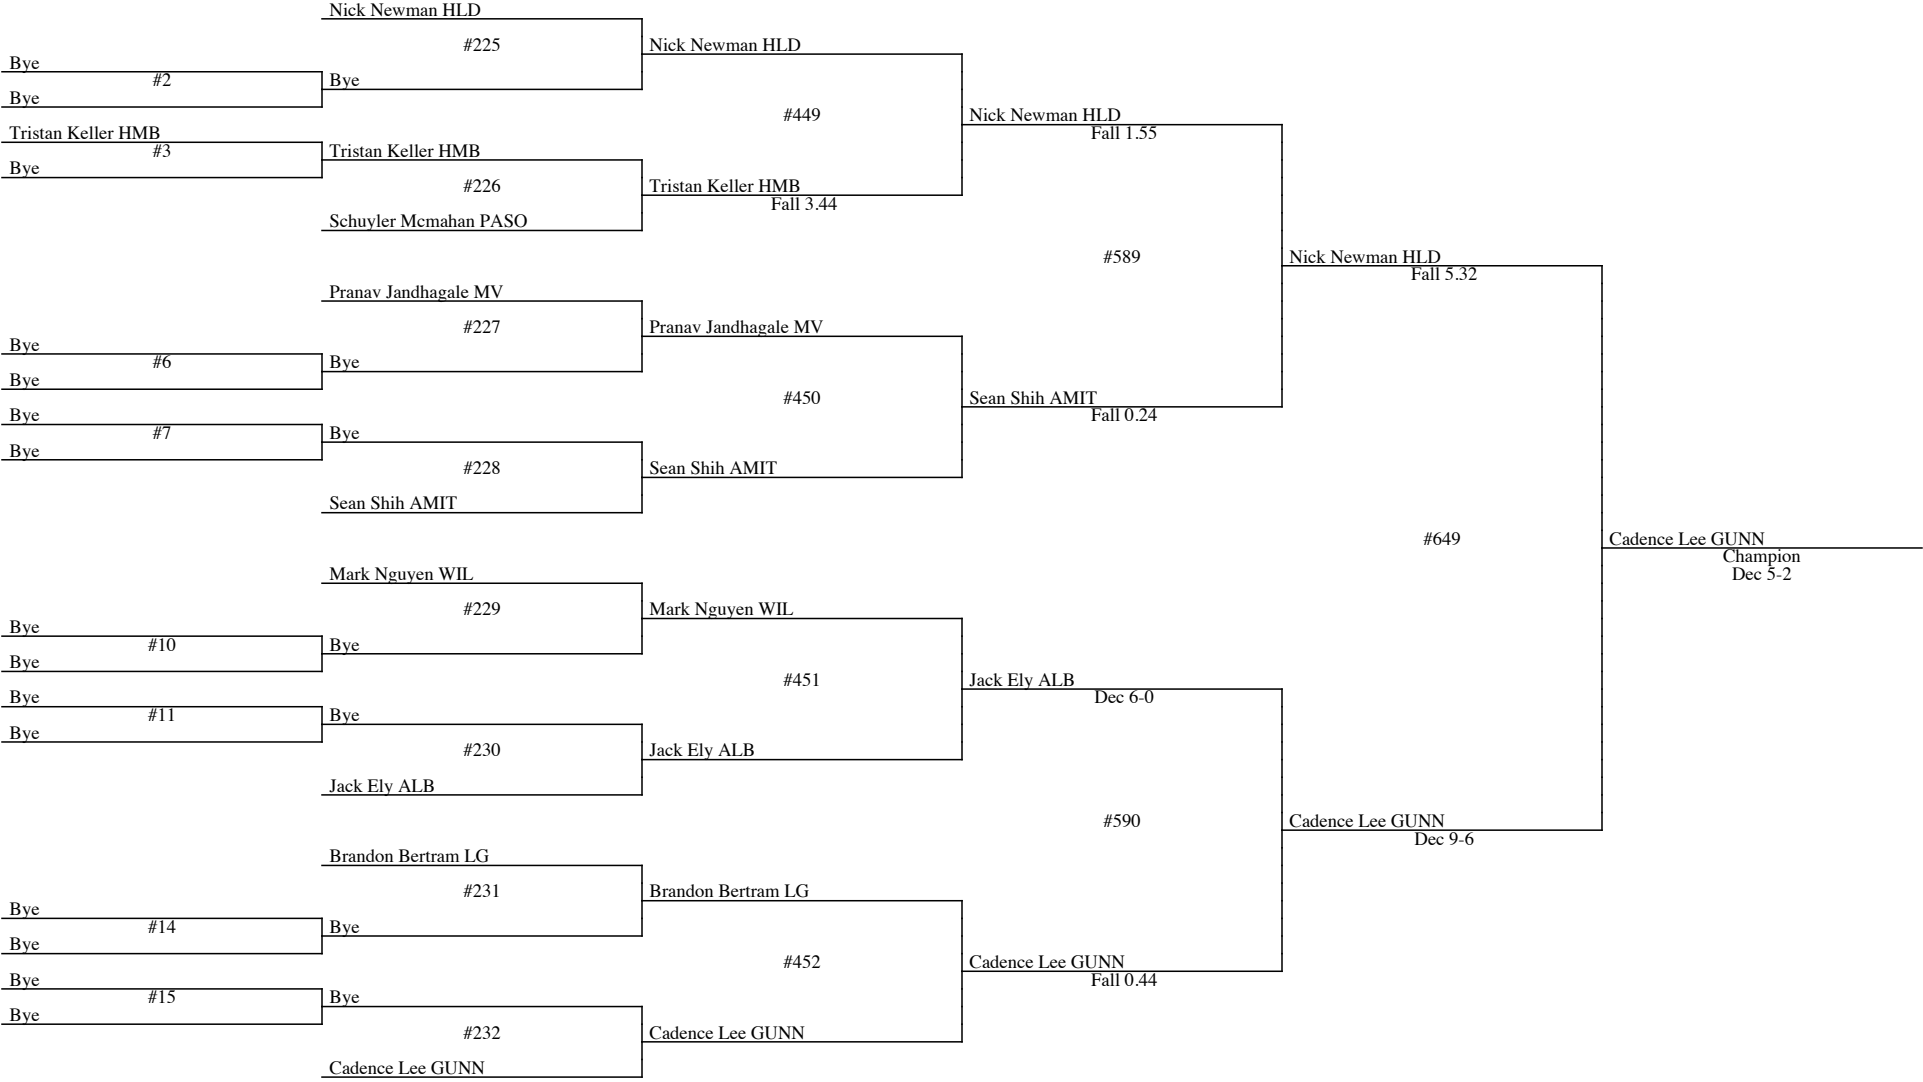 Nick Newman HLD
#225
Nick Newman HLD
Bye
#2
Bye
Bye
#449
Nick Newman HLD
Fall 1.55
Tristan Keller HMB
#3
Tristan Keller HMB
Bye
#226
Tristan Keller HMB
Fall 3.44
Schuyler Mcmahan PASO
#589
Nick Newman HLD
Fall 5.32
Pranav Jandhagale MV
#227
Pranav Jandhagale MV
Bye
#6
Bye
Bye
#450
Sean Shih AMIT
Fall 0.24
Bye
#7
Bye
Bye
#228
Sean Shih AMIT
Sean Shih AMIT
#649
Cadence Lee GUNN
Champion
Dec 5-2
Mark Nguyen WIL
#229
Mark Nguyen WIL
Bye
#10
Bye
Bye
#451
Jack Ely ALB
Dec 6-0
Bye
#11
Bye
Bye
#230
Jack Ely ALB
Jack Ely ALB
#590
Cadence Lee GUNN
Dec 9-6
Brandon Bertram LG
#231
Brandon Bertram LG
Bye
#14
Bye
Bye
#452
Cadence Lee GUNN
Fall 0.44
Bye
#15
Bye
Bye
#232
Cadence Lee GUNN
Cadence Lee GUNN